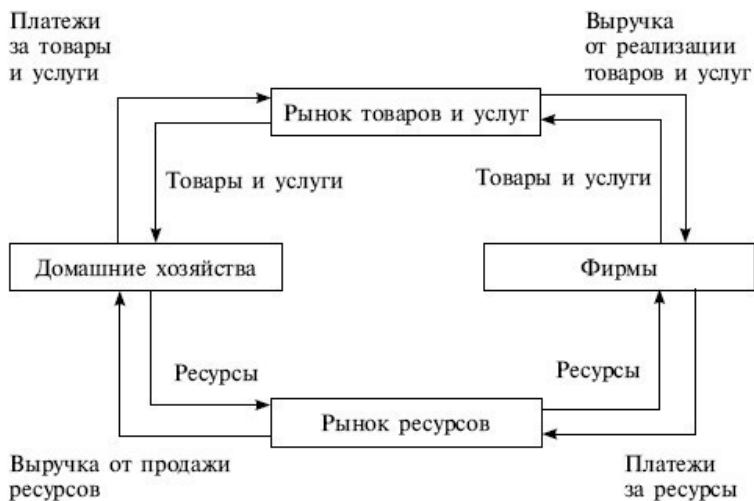 Платежи
за товары
и услуги
Выручка
от реализации
товаров и услуг
Рынок товаров и услуг
Товары и услуги
Товары и услуги
Домашние хозяйства
Фирмы
Ресурсы
Ресурсы
Рынок ресурсов
Выручка от продажи
ресурсов
Платежи
за ресурсы